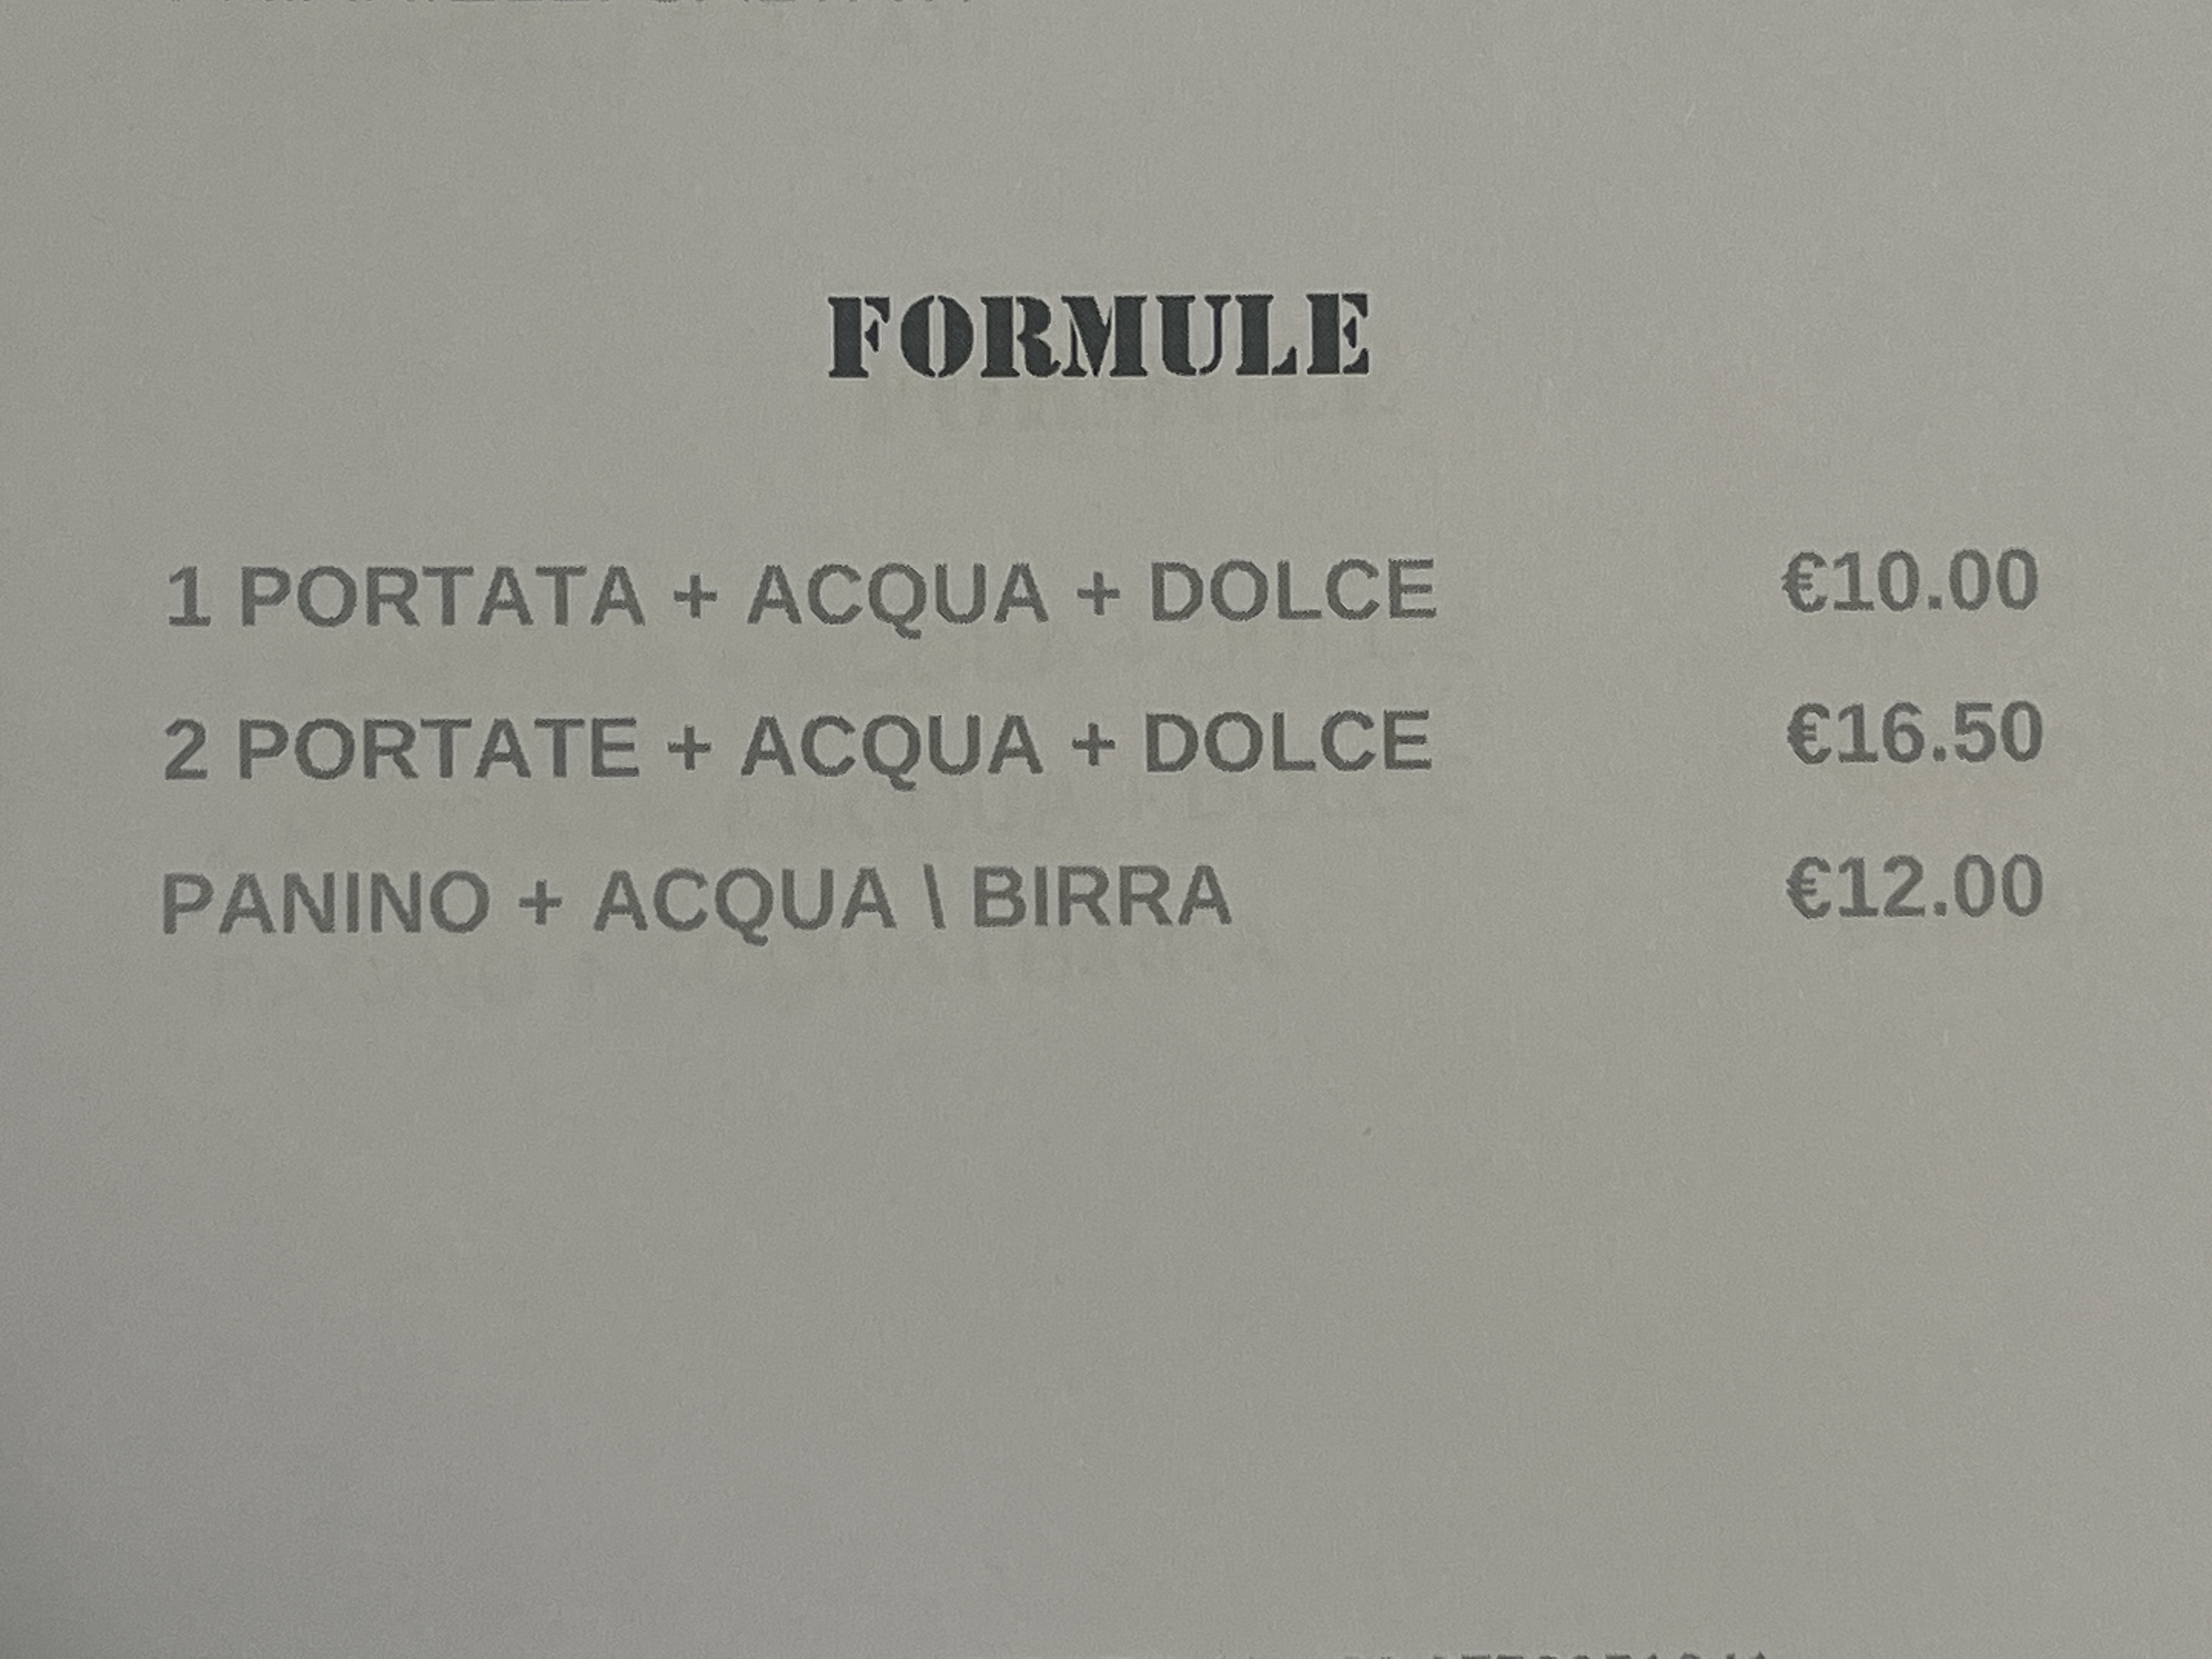 FORMULE
1 PORTATA + ACQUA + DOLCE €10.00
2 PORTATE + ACQUA + DOLCE €16.50
PANINO + ACQUA \ BIRRA €12.00